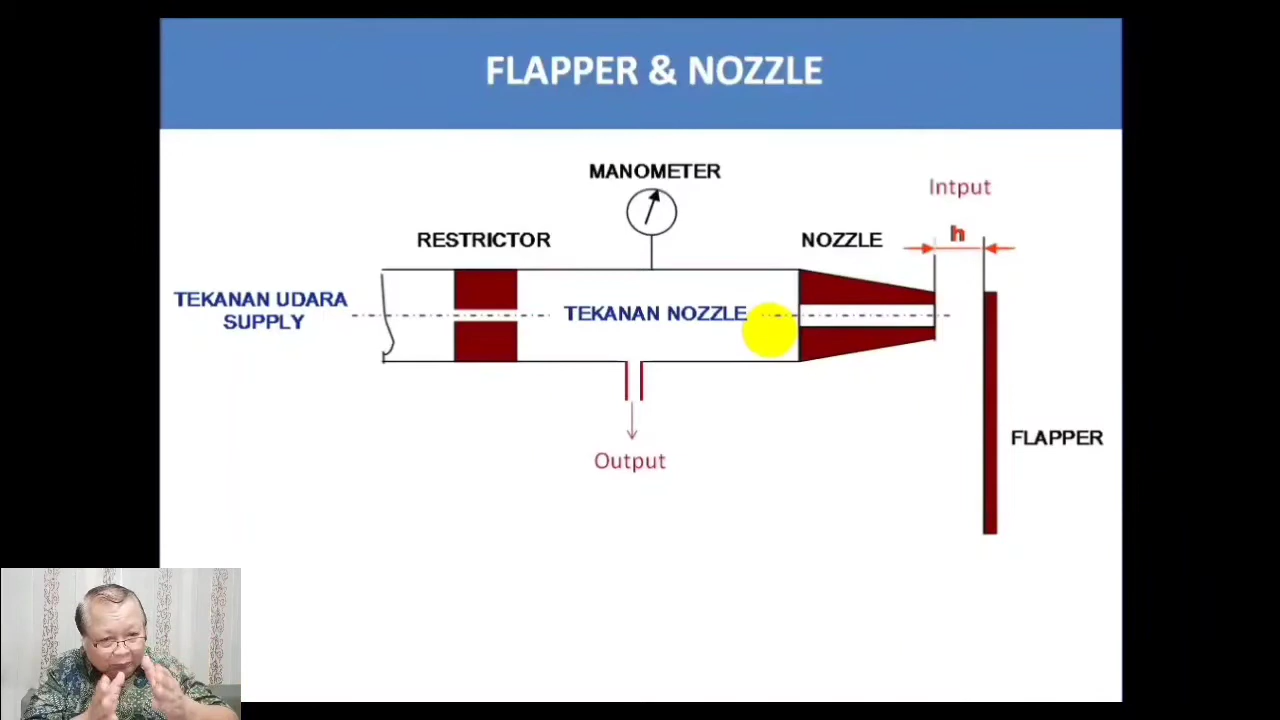 FLAPPER & NOZZLE
MANOMETER
Intput
h
RESTRICTOR
NOZZLE
TEKANAN UDARA
SUPPLY
TEKANAN NOZZLE
FLAPPER
Output